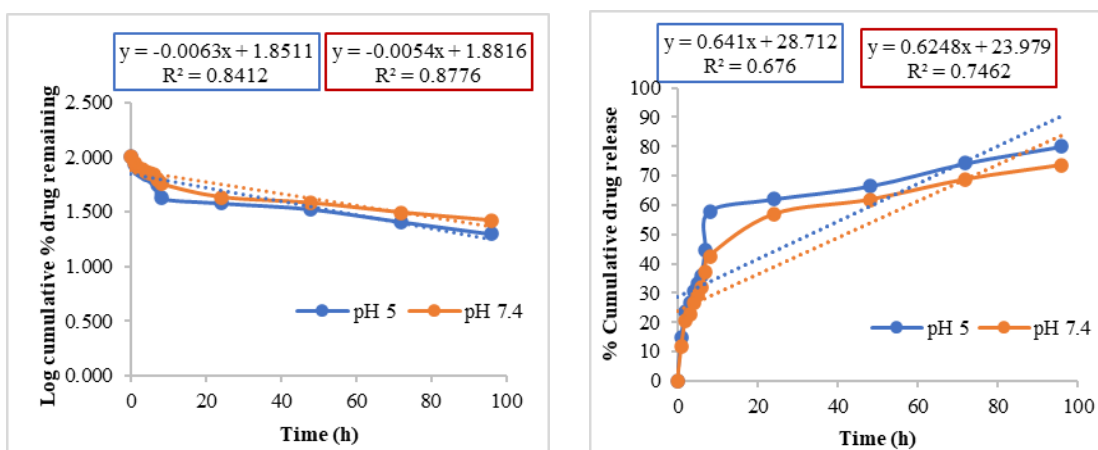 y = -0.0063x + 1.8511
R² = 0.8412
y = -0.0054x + 1.8816
R² = 0.8776
2.500
2.000
1.500
1.000
0.500
0.000
Log cumulative % drug remaining
pH 5
pH 7.4
0
20
40
60
80
100
Time (h)
y = 0.641x + 28.712
R² = 0.676
y = 0.6248x + 23.979
R² = 0.7462
100
90
80
70
60
50
40
30
20
10
0
% Cumulative drug release
pH 5
pH 7.4
0
20
40
60
80
100
Time (h)